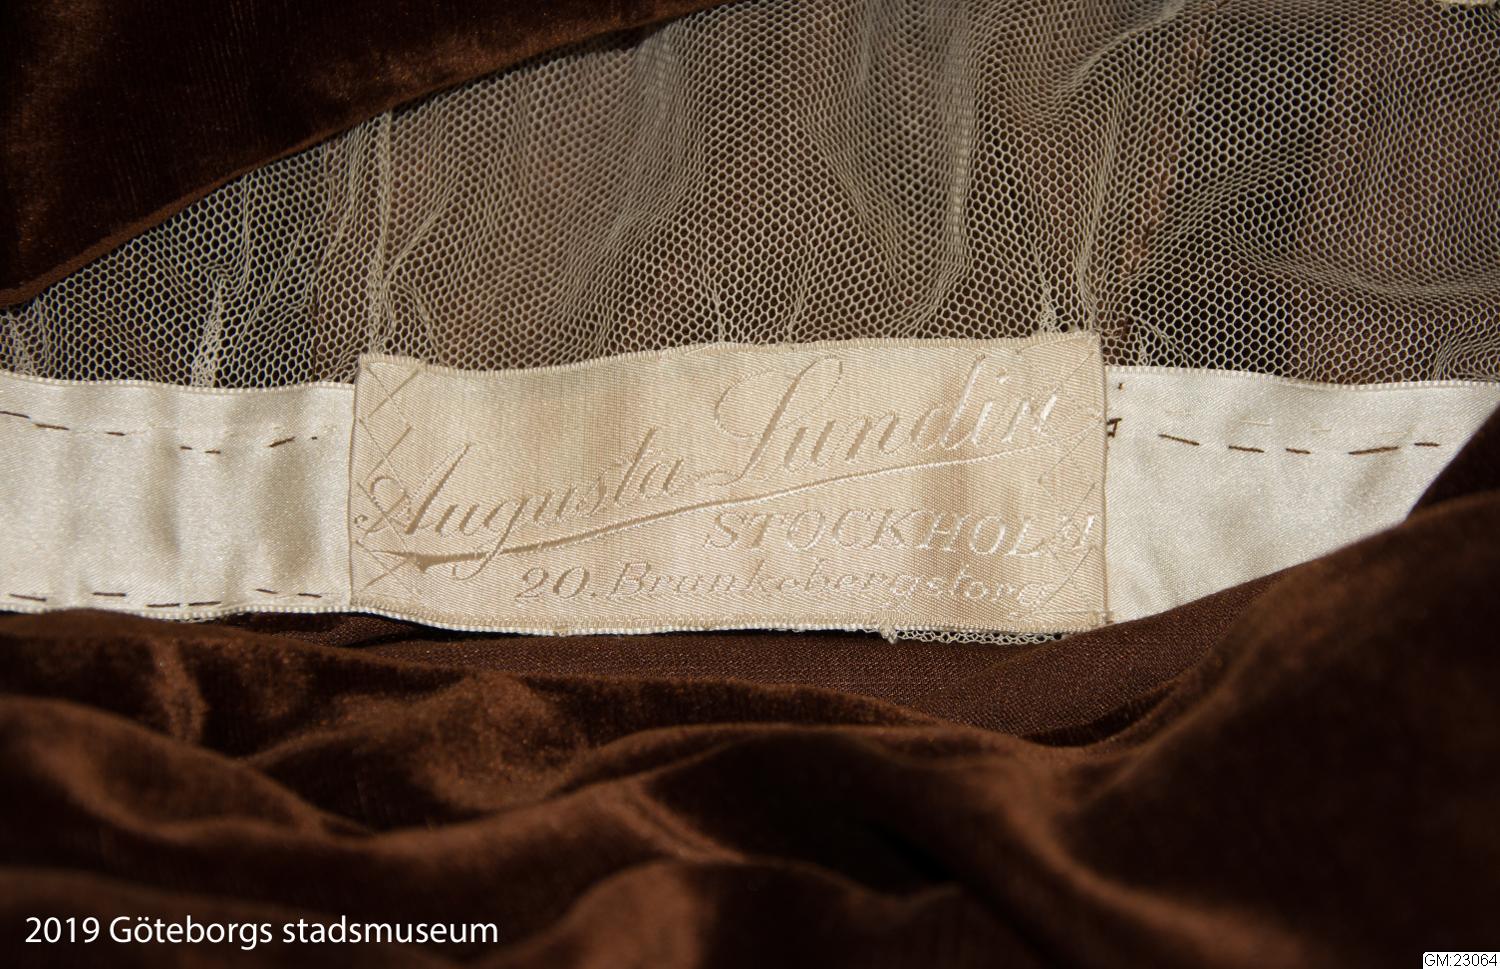 Augusta Lundin
STOCKHOLM
20. Brunkebergstorg
2019 Göteborgs stadsmuseum
GM:23064